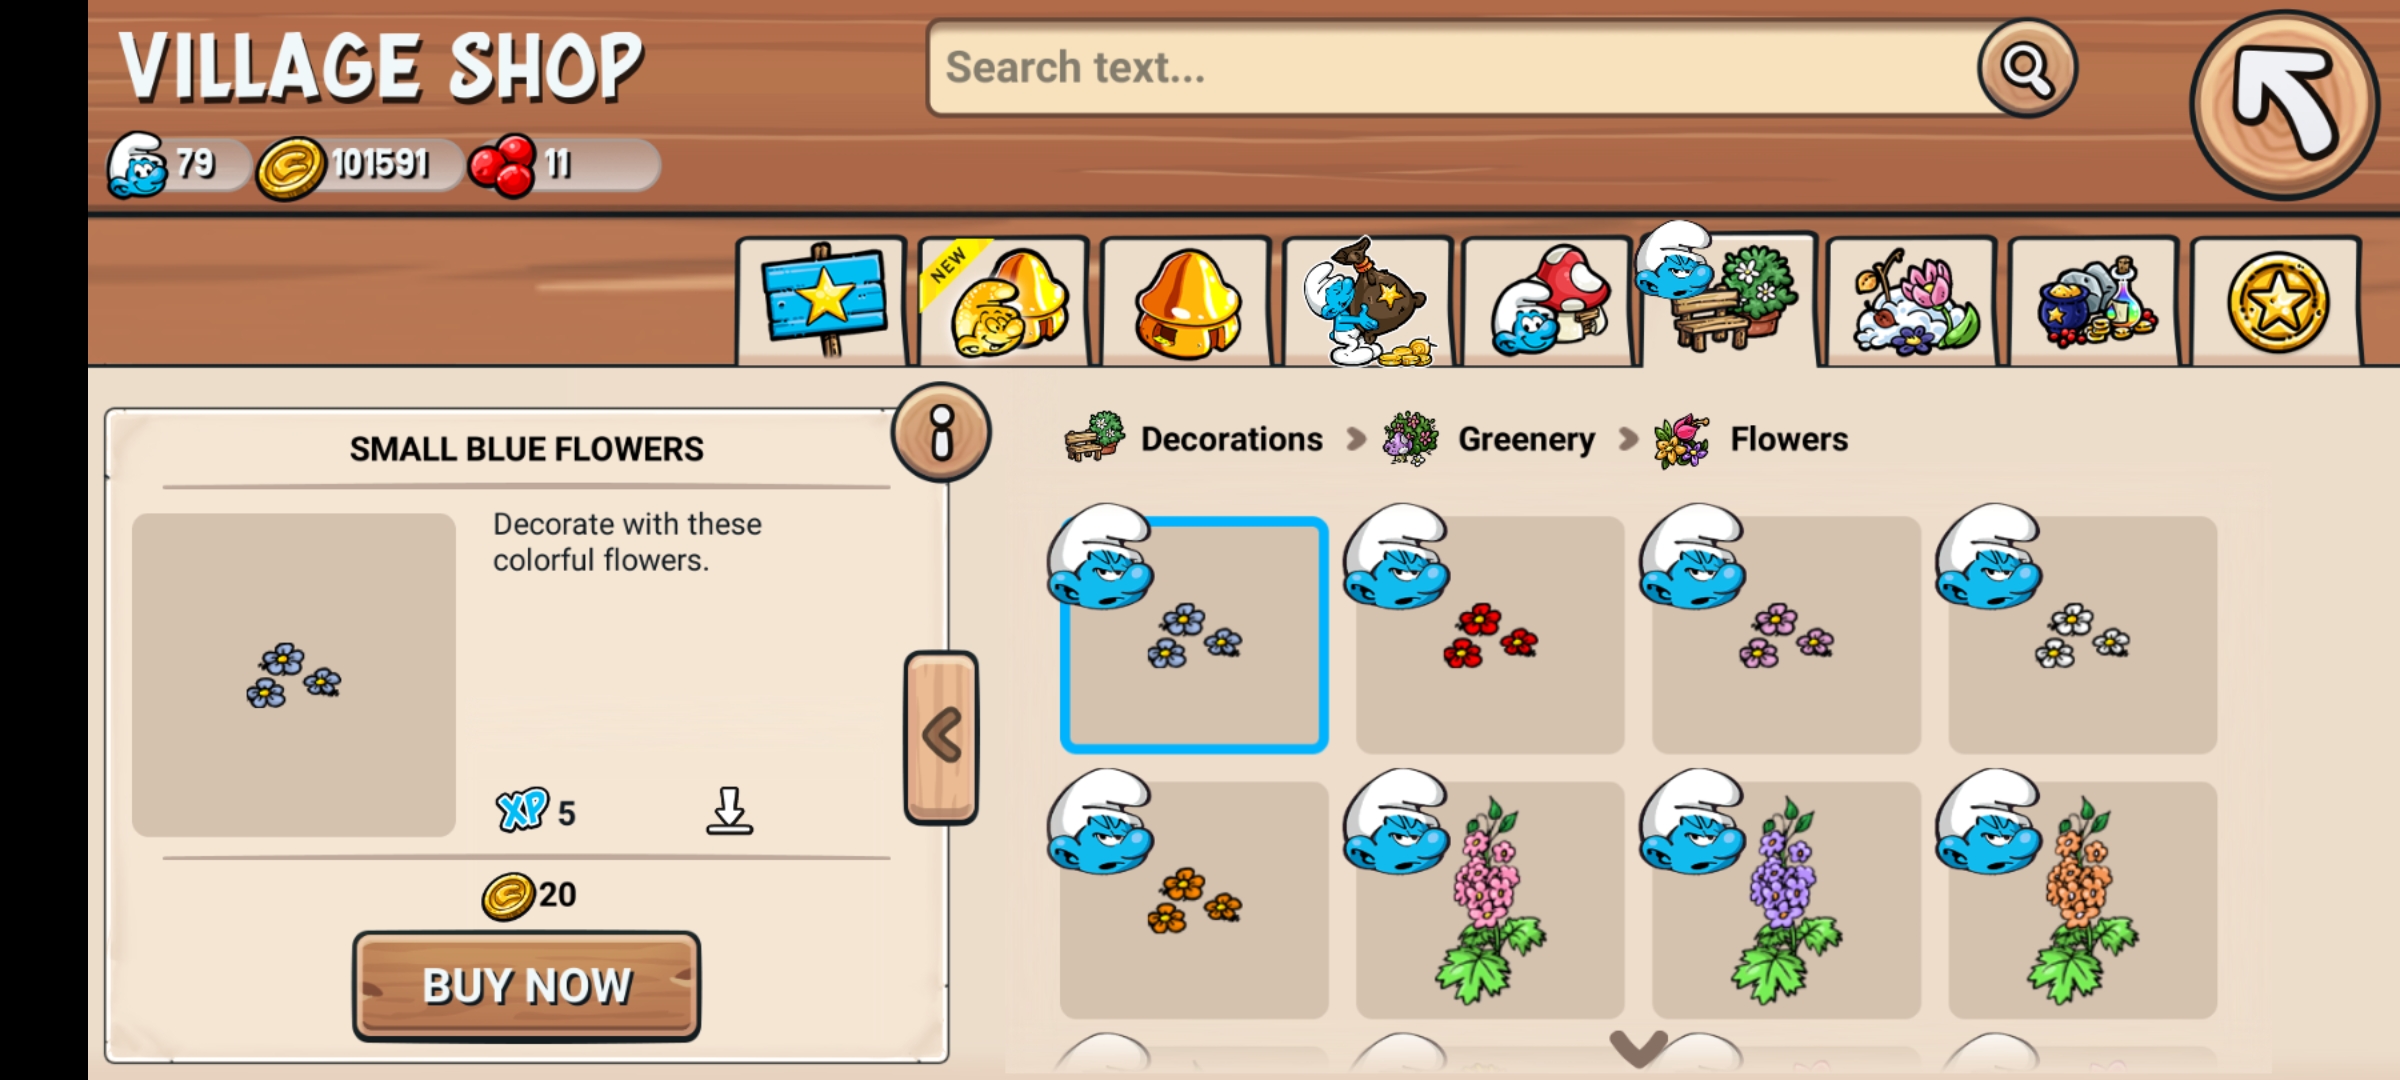 VILLAGE SHOP
Search text...
79
101591
11
NEW
SMALL BLUE FLOWERS
Decorate with these
colorful flowers.
XP 5
20
BUY NOW
Decorations
Greenery
Flowers